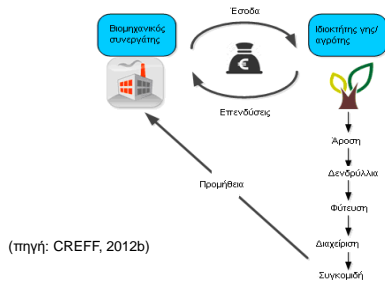 Έσοδα
Βιομηχανικός
συνεργάτης
Ιδιοκτήτης γης/
αγρότης
€
Επενδύσεις
Άροση
Δενδρύλλια
Προμήθεια
Φύτευση
Διαχείριση
(πηγή: CREFF, 2012b)
Συγκομιδή